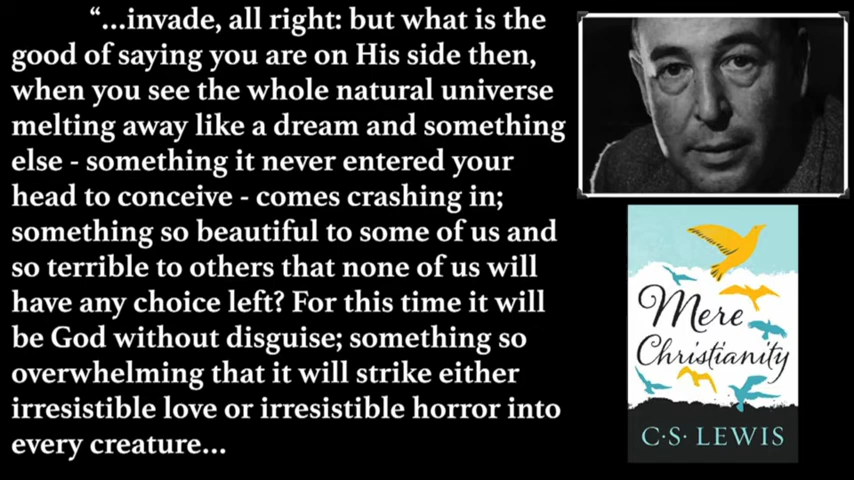 “...invade, all right: but what is the
good of saying you are on His side then,
when you see the whole natural universe
melting away like a dream and something
else - something it never entered your
head to conceive - comes crashing in;
something so beautiful to some of us and
so terrible to others that none of us will
have any choice left? For this time it will
be God without disguise; something so
overwhelming that it will strike either
irresistible love or irresistible horror into
every creature...
Mere
Christianity
C·S· LEWIS